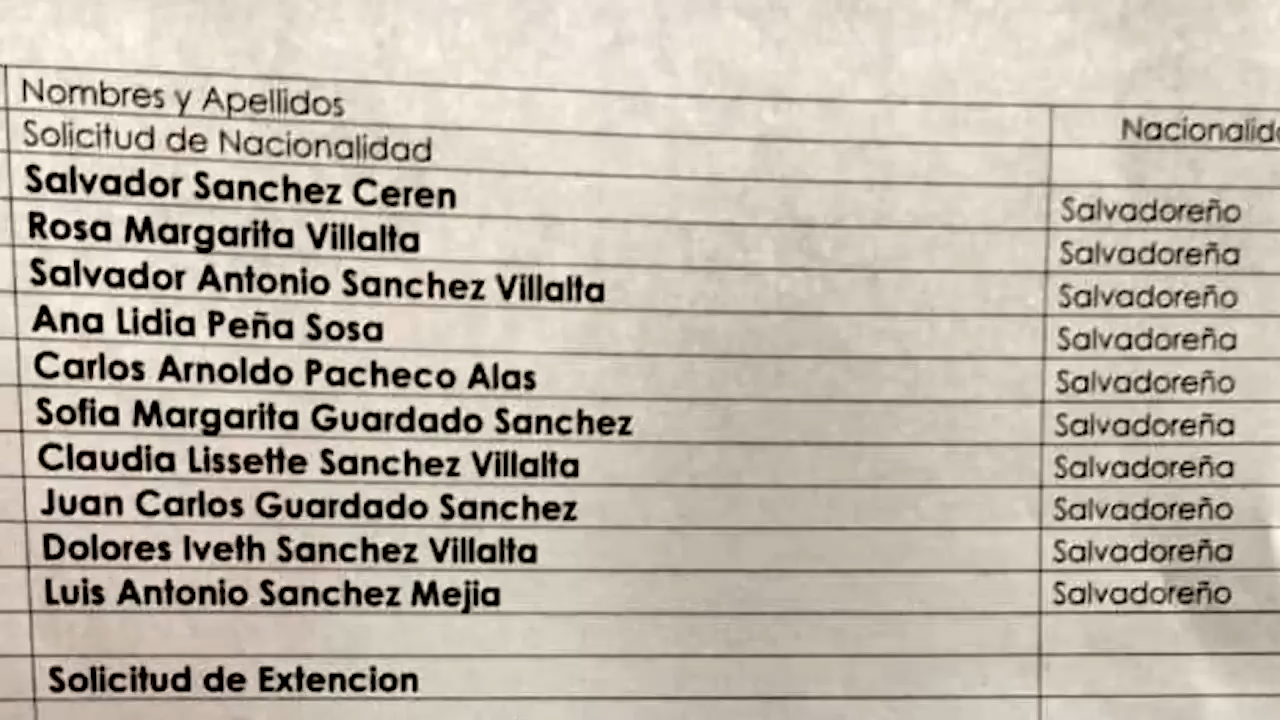 Nombres y Apellidos
Nacionalid
Solicitud de Nacionalidad
Salvador Sanchez Ceren Salvadoreño
Rosa Margarita Villalta Salvadoreña
Salvador Antonio Sanchez Villalta Salvadoreño
Ana Lidia Peña Sosa Salvadoreña
Carlos Arnoldo Pacheco Alas Salvadoreño
Sofia Margarita Guardado Sanchez Salvadoreña
Claudia Lissette Sanchez Villalta Salvadoreña
Juan Carlos Guardado Sanchez Salvadoreño
Dolores Iveth Sanchez Villalta Salvadoreña
Luis Antonio Sanchez Mejia Salvadoreño
Solicitud de Extencion